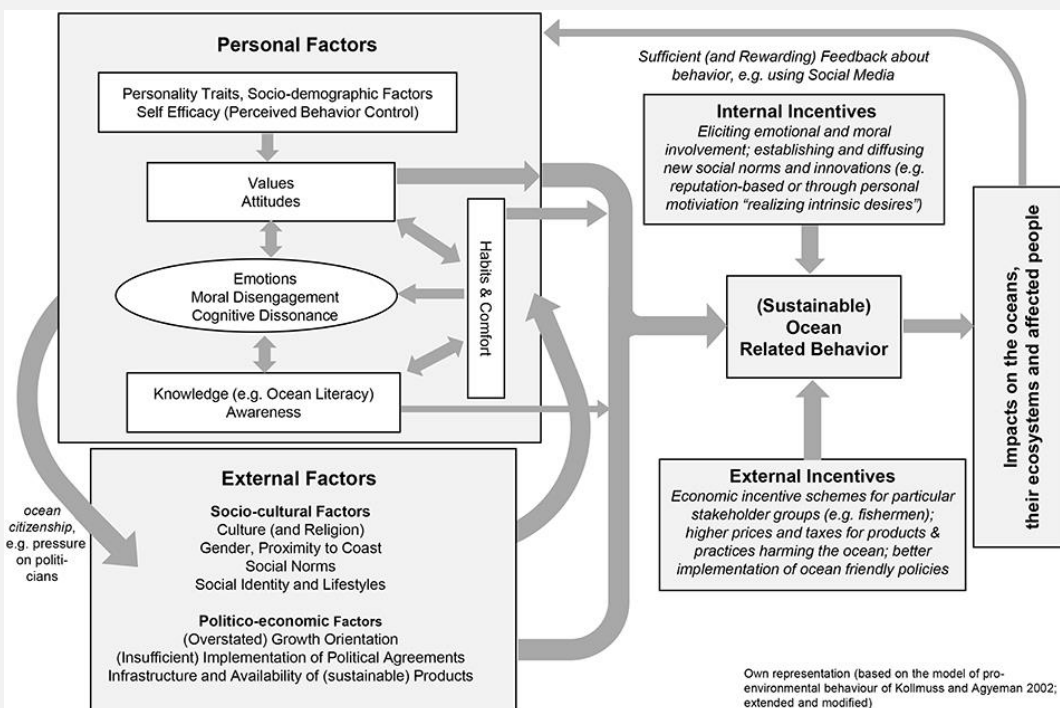 Personal Factors
Personality Traits, Socio-demographic Factors
Self Efficacy (Perceived Behavior Control)
Values
Attitudes
Emotions
Moral Disengagement
Cognitive Dissonance
Habits & Comfort
Knowledge (e.g. Ocean Literacy)
Awareness
External Factors
Socio-cultural Factors
Culture (and Religion)
Gender, Proximity to Coast
Social Norms
Social Identity and Lifestyles
Politico-economic Factors
(Overstated) Growth Orientation
(Insufficient) Implementation of Political Agreements
Infrastructure and Availability of (sustainable) Products
ocean
citizenship,
e.g. pressure
on politi-
cians
Sufficient (and Rewarding) Feedback about
behavior, e.g. using Social Media
Internal Incentives
Eliciting emotional and moral
involvement; establishing and diffusing
new social norms and innovations (e.g.
reputation-based or through personal
motiviation “realizing intrinsic desires”)
(Sustainable)
Ocean
Related Behavior
External Incentives
Economic incentive schemes for particular
stakeholder groups (e.g. fishermen);
higher prices and taxes for products &
practices harming the ocean; better
implementation of ocean friendly policies
Impacts on the oceans,
their ecosystems and affected people
Own representation (based on the model of pro-
environmental behaviour of Kollmuss and Agyeman 2002;
extended and modified)